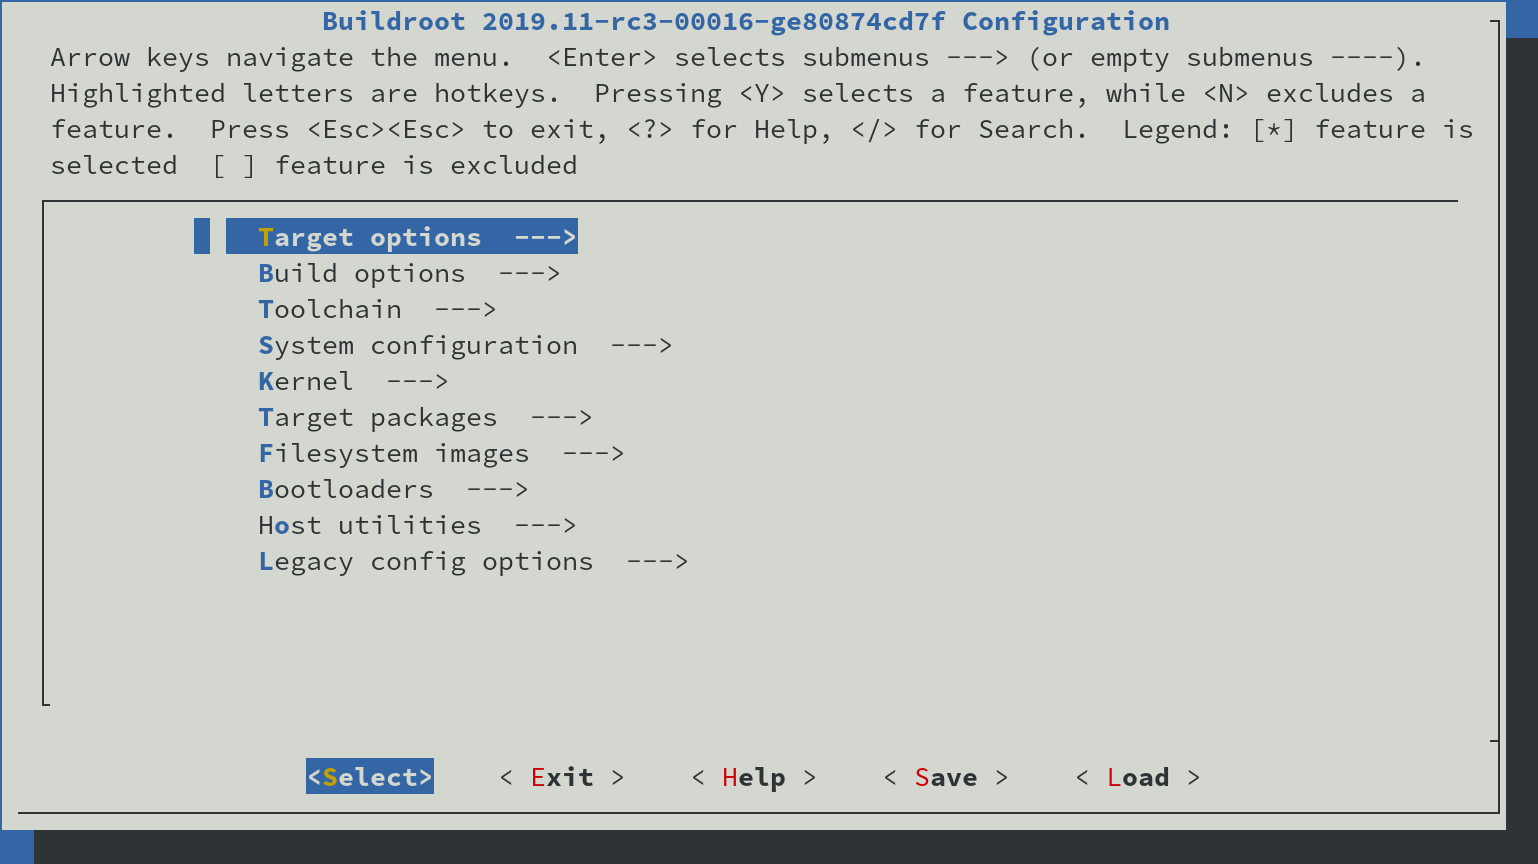 Buildroot 2019.11-rc3-00016-ge80874cd7f Configuration
Arrow keys navigate the menu.  <Enter> selects submenus ---> (or empty submenus ----).
Highlighted letters are hotkeys.  Pressing <Y> selects a feature, while <N> excludes a
feature.  Press <Esc><Esc> to exit, <?> for Help, </> for Search.  Legend: [*] feature is
selected  [ ] feature is excluded
Target options  --->
Build options  --->
Toolchain  --->
System configuration  --->
Kernel  --->
Target packages  --->
Filesystem images  --->
Bootloaders  --->
Host utilities  --->
Legacy config options  --->
<Select>    < Exit >    < Help >    < Save >    < Load >